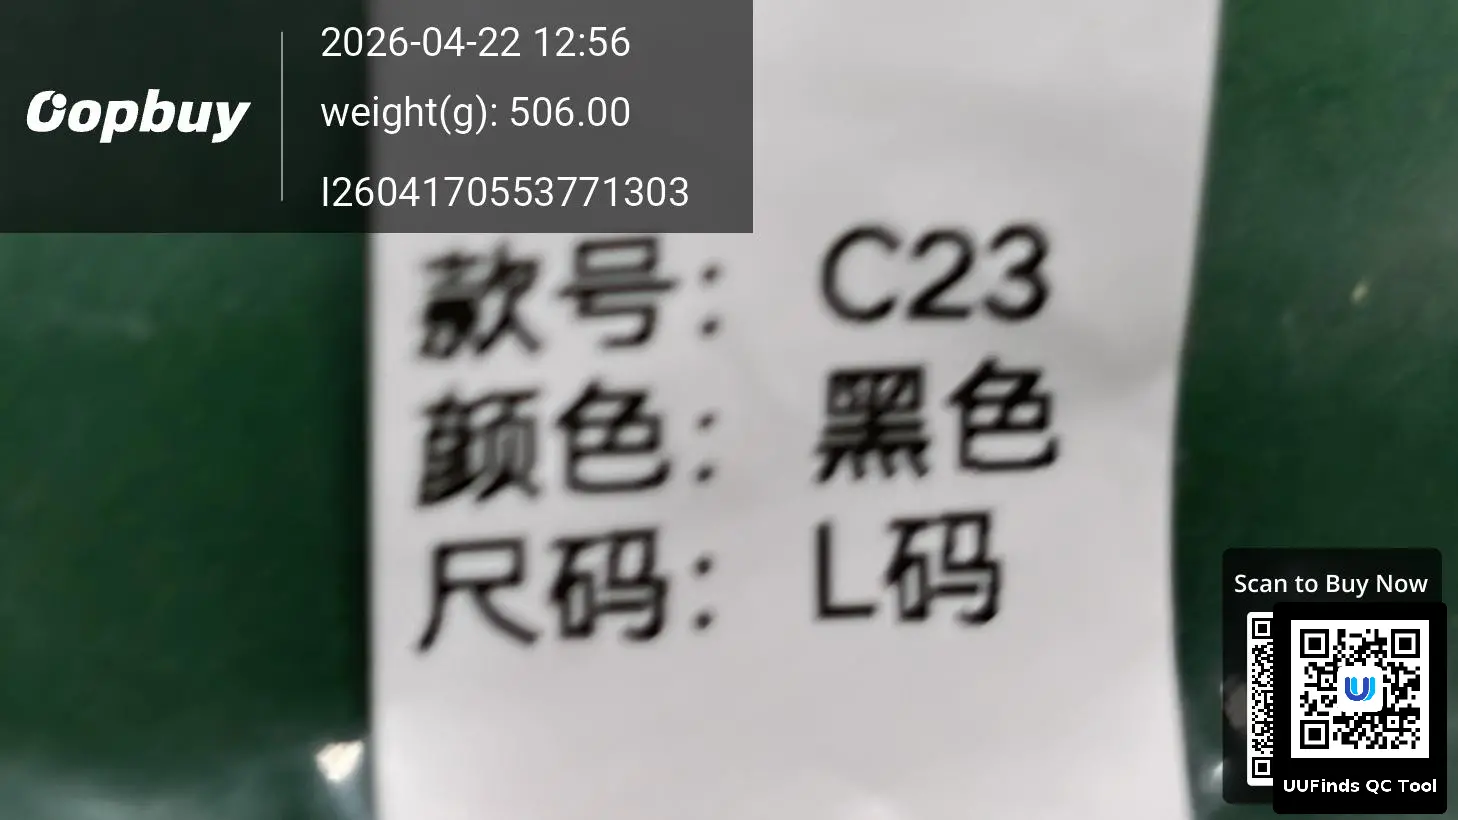 Oopbuy
2026-04-22 12:56
weight(g): 506.00
I2604170553771303
款号: C23
颜色: 黑色
尺码: L码
Scan to Buy Now
UUFinds QC Tool